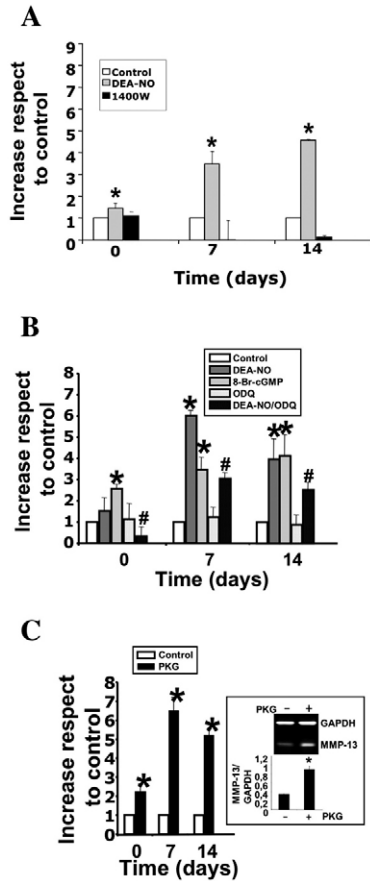 A
Increase respect
to control
9
8
7
6
5
4
3
2
1
0
Control
DEA-NO
1400W
*
*
*
0 7 14
Time (days)
B
Increase respect
to control
8
7
6
5
4
3
2
1
0
Control
DEA-NO
8-Br-cGMP
ODQ
DEA-NO/ODQ
*
#
*
*
#
**
#
0 7 14
Time (days)
C
Increase respect
to control
8
7
6
5
4
3
2
1
0
Control
PKG
*
*
*
0 7 14
Time (days)
PKG − +
GAPDH
MMP-13
MMP-13/
GAPDH
1,2
1
0,8
0,6
0,4
0,2
0
*
− +
PKG